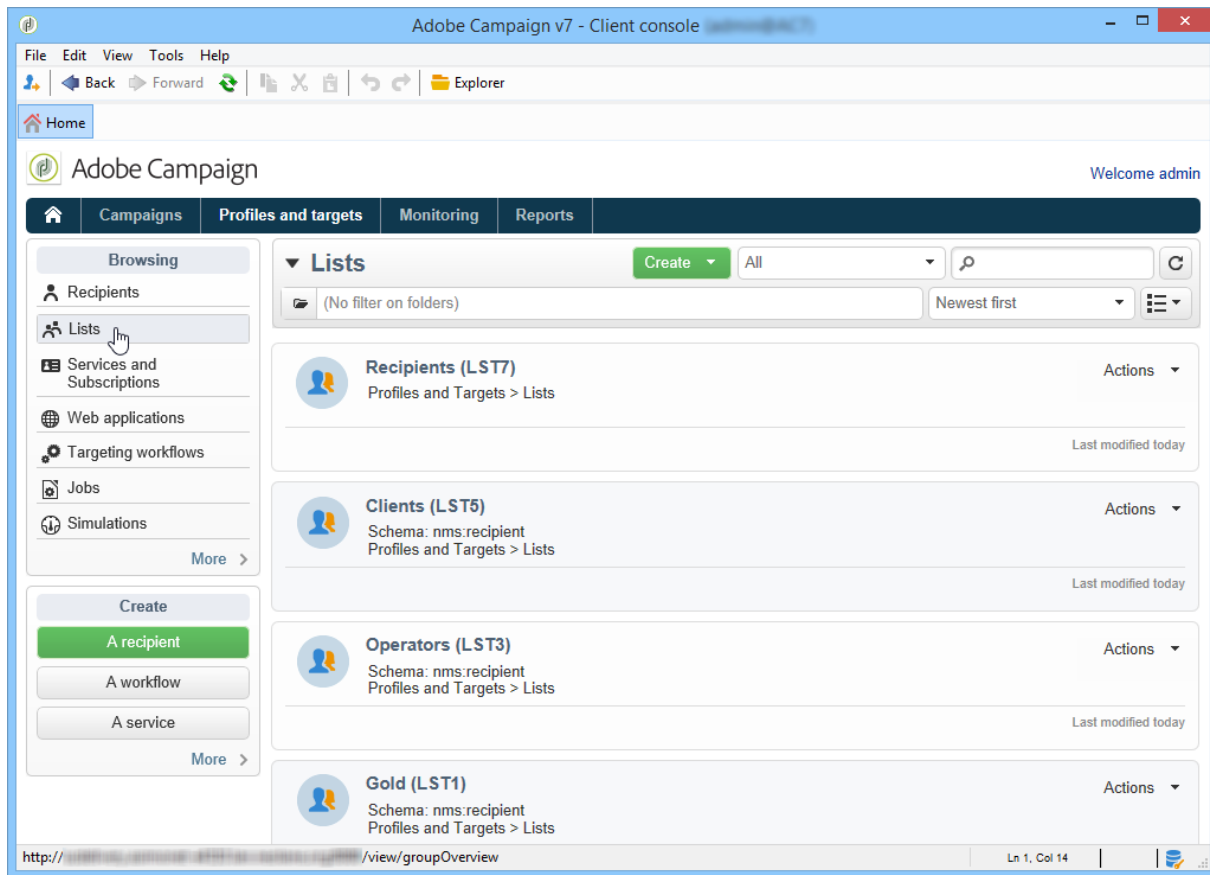 Adobe Campaign v7 - Client console
File Edit View Tools Help
Back Forward Explorer
Home
Adobe Campaign
Welcome admin
Campaigns Profiles and targets Monitoring Reports
Browsing
Recipients
Lists
Services and
Subscriptions
Web applications
Targeting workflows
Jobs
Simulations
More
Create
A recipient
A workflow
A service
More
Lists
Create
All
(No filter on folders)
Newest first
Recipients (LST7)
Actions
Profiles and Targets > Lists
Last modified today
Clients (LST5)
Actions
Schema: nms:recipient
Profiles and Targets > Lists
Last modified today
Operators (LST3)
Actions
Schema: nms:recipient
Profiles and Targets > Lists
Last modified today
Gold (LST1)
Actions
Schema: nms:recipient
Profiles and Targets > Lists
http:// /view/groupOverview
Ln 1, Col 14